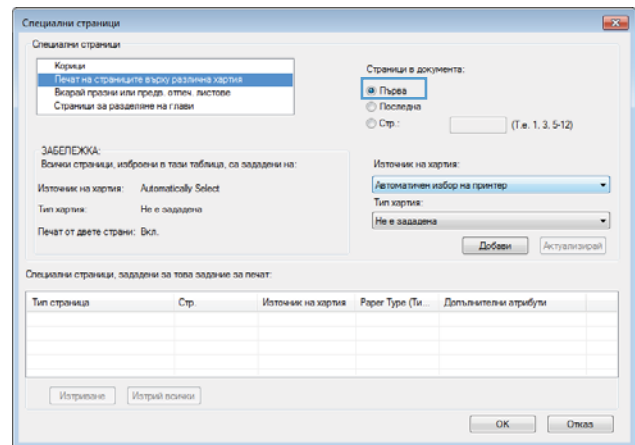 Специални страници
Специални страници
Корици
Печат на страниците върху различна хартия
Вкарай празни или предв. отпеч. листове
Страници за разделяне на глави
Страници в документа:
Първа
Последна
Стр.: (Т.е. 1, 3, 5-12)
ЗАБЕЛЕЖКА:
Всички страници, изброени в тази таблица, са зададени на:
Източник на хартия: Automatically Select
Тип хартия: Не е зададена
Печат от двете страни: Вкл.
Източник на хартия:
Автоматичен избор на принтер
Тип хартия:
Не е зададена
Добави Актуализирай
Специални страници, зададени за това задание за печат:
Тип страница Стр. Източник на хартия Paper Type (Ти... Допълнителни атрибути
Изтриване Изтрий всички
OK Отказ